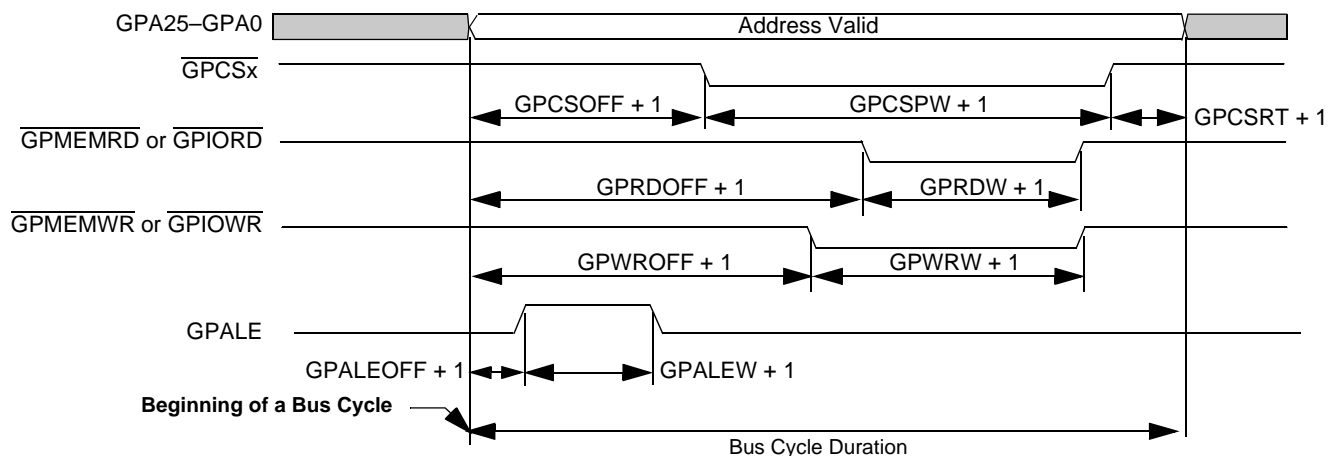 GPA25–GPA0
Address Valid
GPCSx
GPCSOFF + 1
GPCSPW + 1
GPCSRT + 1
GPMEMRD or GPIORD
GPRDOFF + 1
GPRDW + 1
GPMEMWR or GPIOWR
GPWROFF + 1
GPWRW + 1
GPALE
GPALEOFF + 1
GPALEW + 1
Beginning of a Bus Cycle
Bus Cycle Duration